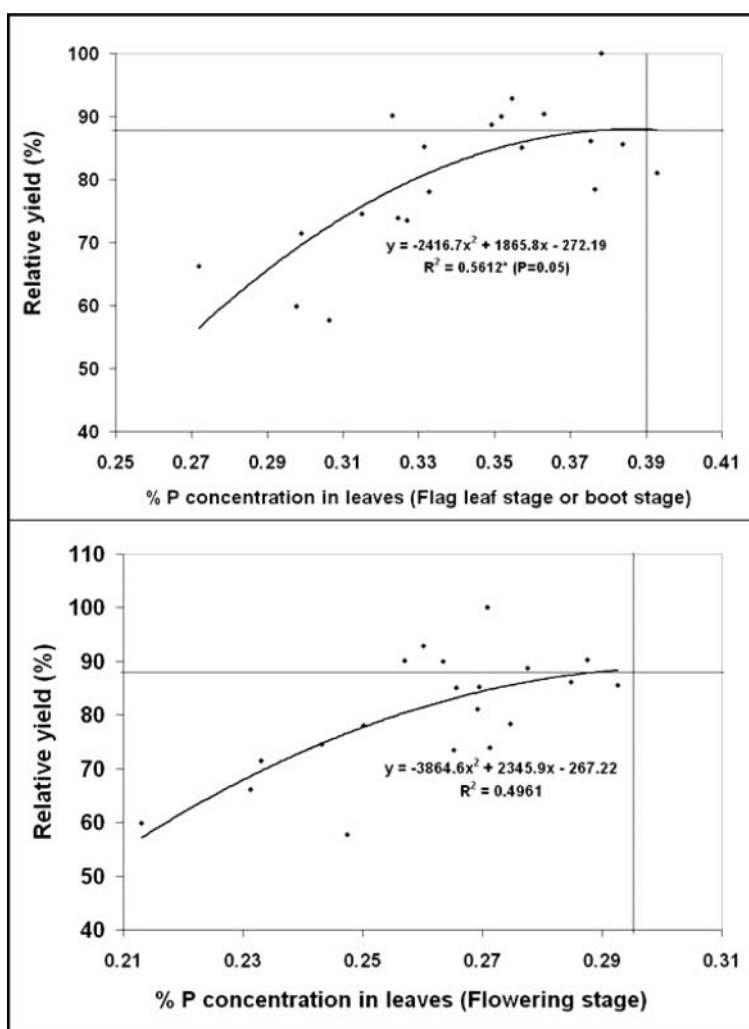 100
90
80
70
60
50
40
Relative yield (%)
y = -2416.7x² + 1865.8x - 272.19
R² = 0.5612* (P=0.05)
0.25 0.27 0.29 0.31 0.33 0.35 0.37 0.39 0.41
% P concentration in leaves (Flag leaf stage or boot stage)
110
100
90
80
70
60
50
40
Relative yield (%)
y = -3864.6x² + 2345.9x - 267.22
R² = 0.4961
0.21 0.23 0.25 0.27 0.29 0.31
% P concentration in leaves (Flowering stage)